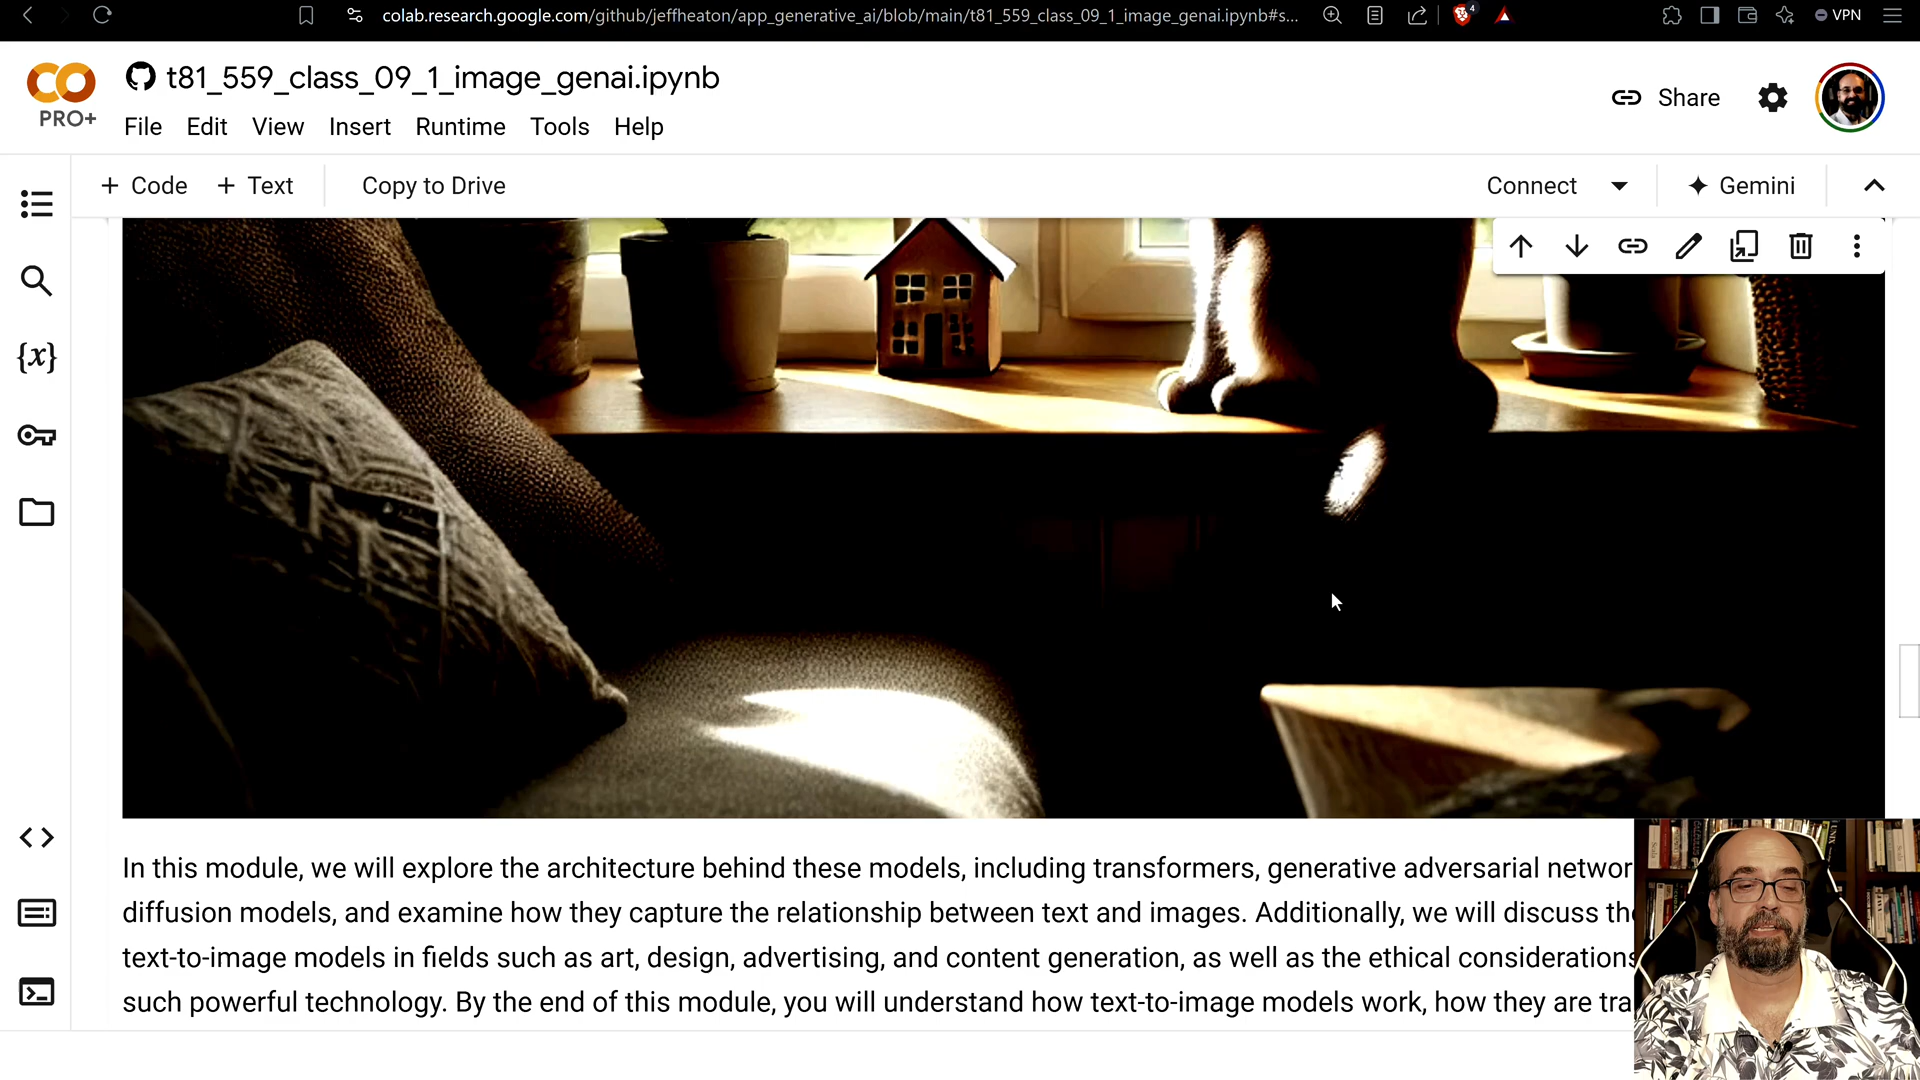 colab.research.google.com/github/jeffheaton/app_generative_ai/blob/main/t81_559_class_09_1_image_genai.ipynb#s...
4
VPN
PRO+
t81_559_class_09_1_image_genai.ipynb
File Edit View Insert Runtime Tools Help
Share
+ Code + Text Copy to Drive
Connect
Gemini
{x}
In this module, we will explore the architecture behind these models, including transformers, generative adversarial
diffusion models, and examine how they capture the relationship between text and images. Additionally, we will discuss
text-to-image models in fields such as art, design, advertising, and content generation, as well as the ethical considerations
such powerful technology. By the end of this module, you will understand how text-to-image models work, how they are